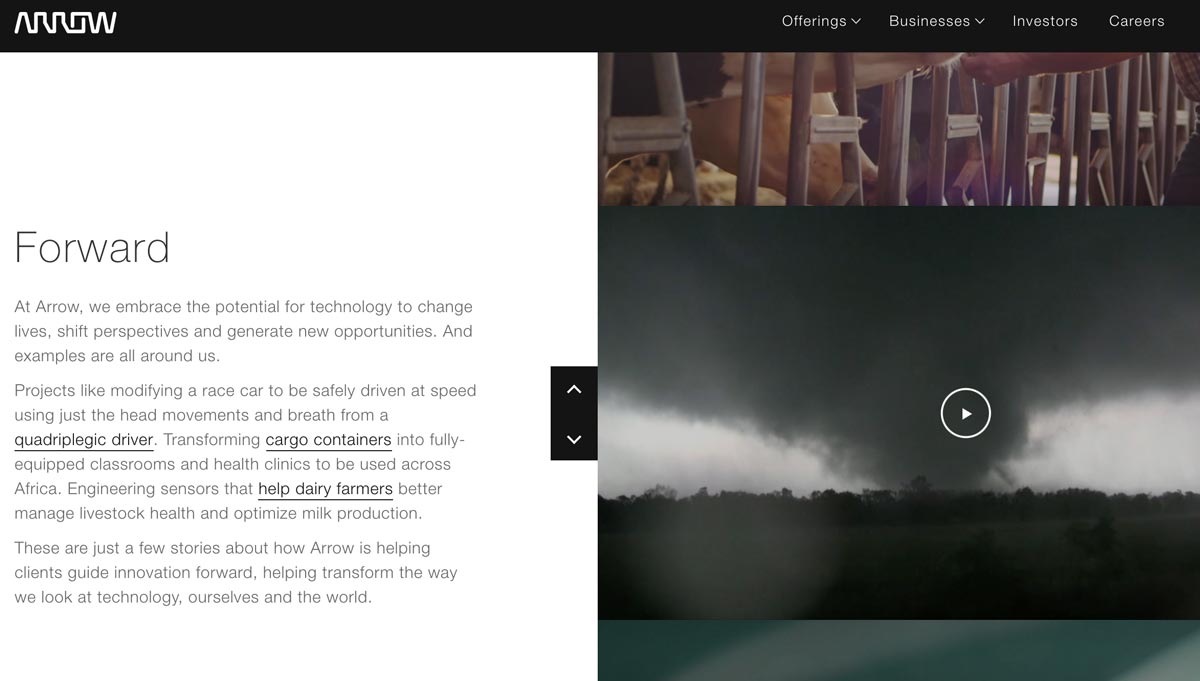 ARROW
Offerings
Businesses
Investors
Careers
Forward
At Arrow, we embrace the potential for technology to change
lives, shift perspectives and generate new opportunities. And
examples are all around us.
Projects like modifying a race car to be safely driven at speed
using just the head movements and breath from a
quadriplegic driver. Transforming cargo containers into fully-
equipped classrooms and health clinics to be used across
Africa. Engineering sensors that help dairy farmers better
manage livestock health and optimize milk production.
These are just a few stories about how Arrow is helping
clients guide innovation forward, helping transform the way
we look at technology, ourselves and the world.